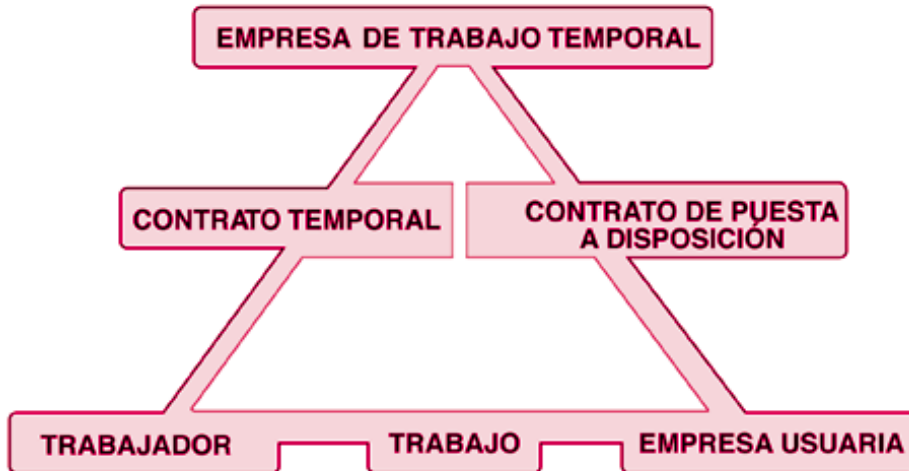 EMPRESA DE TRABAJO TEMPORAL
CONTRATO TEMPORAL
CONTRATO DE PUESTA
A DISPOSICIÓN
TRABAJADOR
TRABAJO
EMPRESA USUARIA